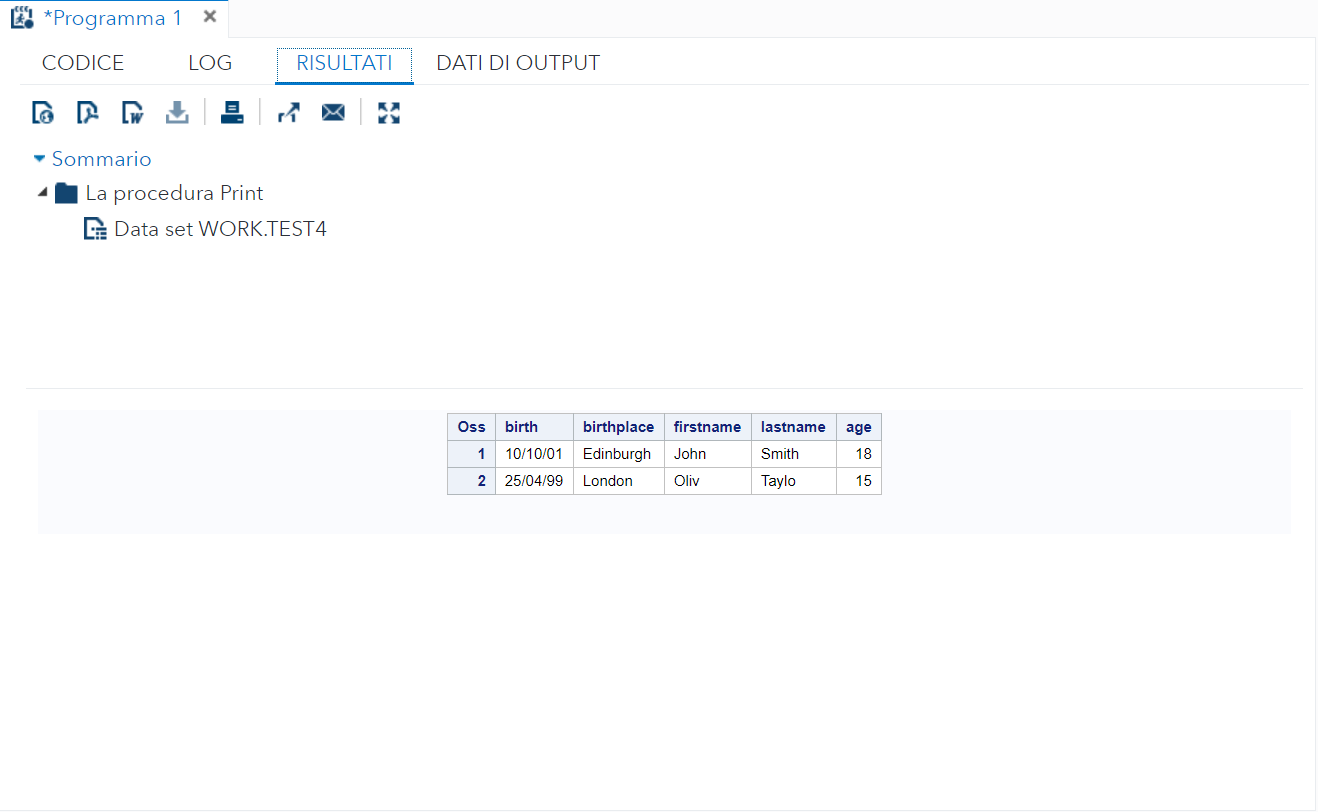 *Programma 1
CODICE LOG RISULTATI DATI DI OUTPUT
Sommario
La procedura Print
Data set WORK.TEST4
Oss birth birthplace firstname lastname age
1 10/10/01 Edinburgh John Smith 18
2 25/04/99 London Oliv Taylo 15